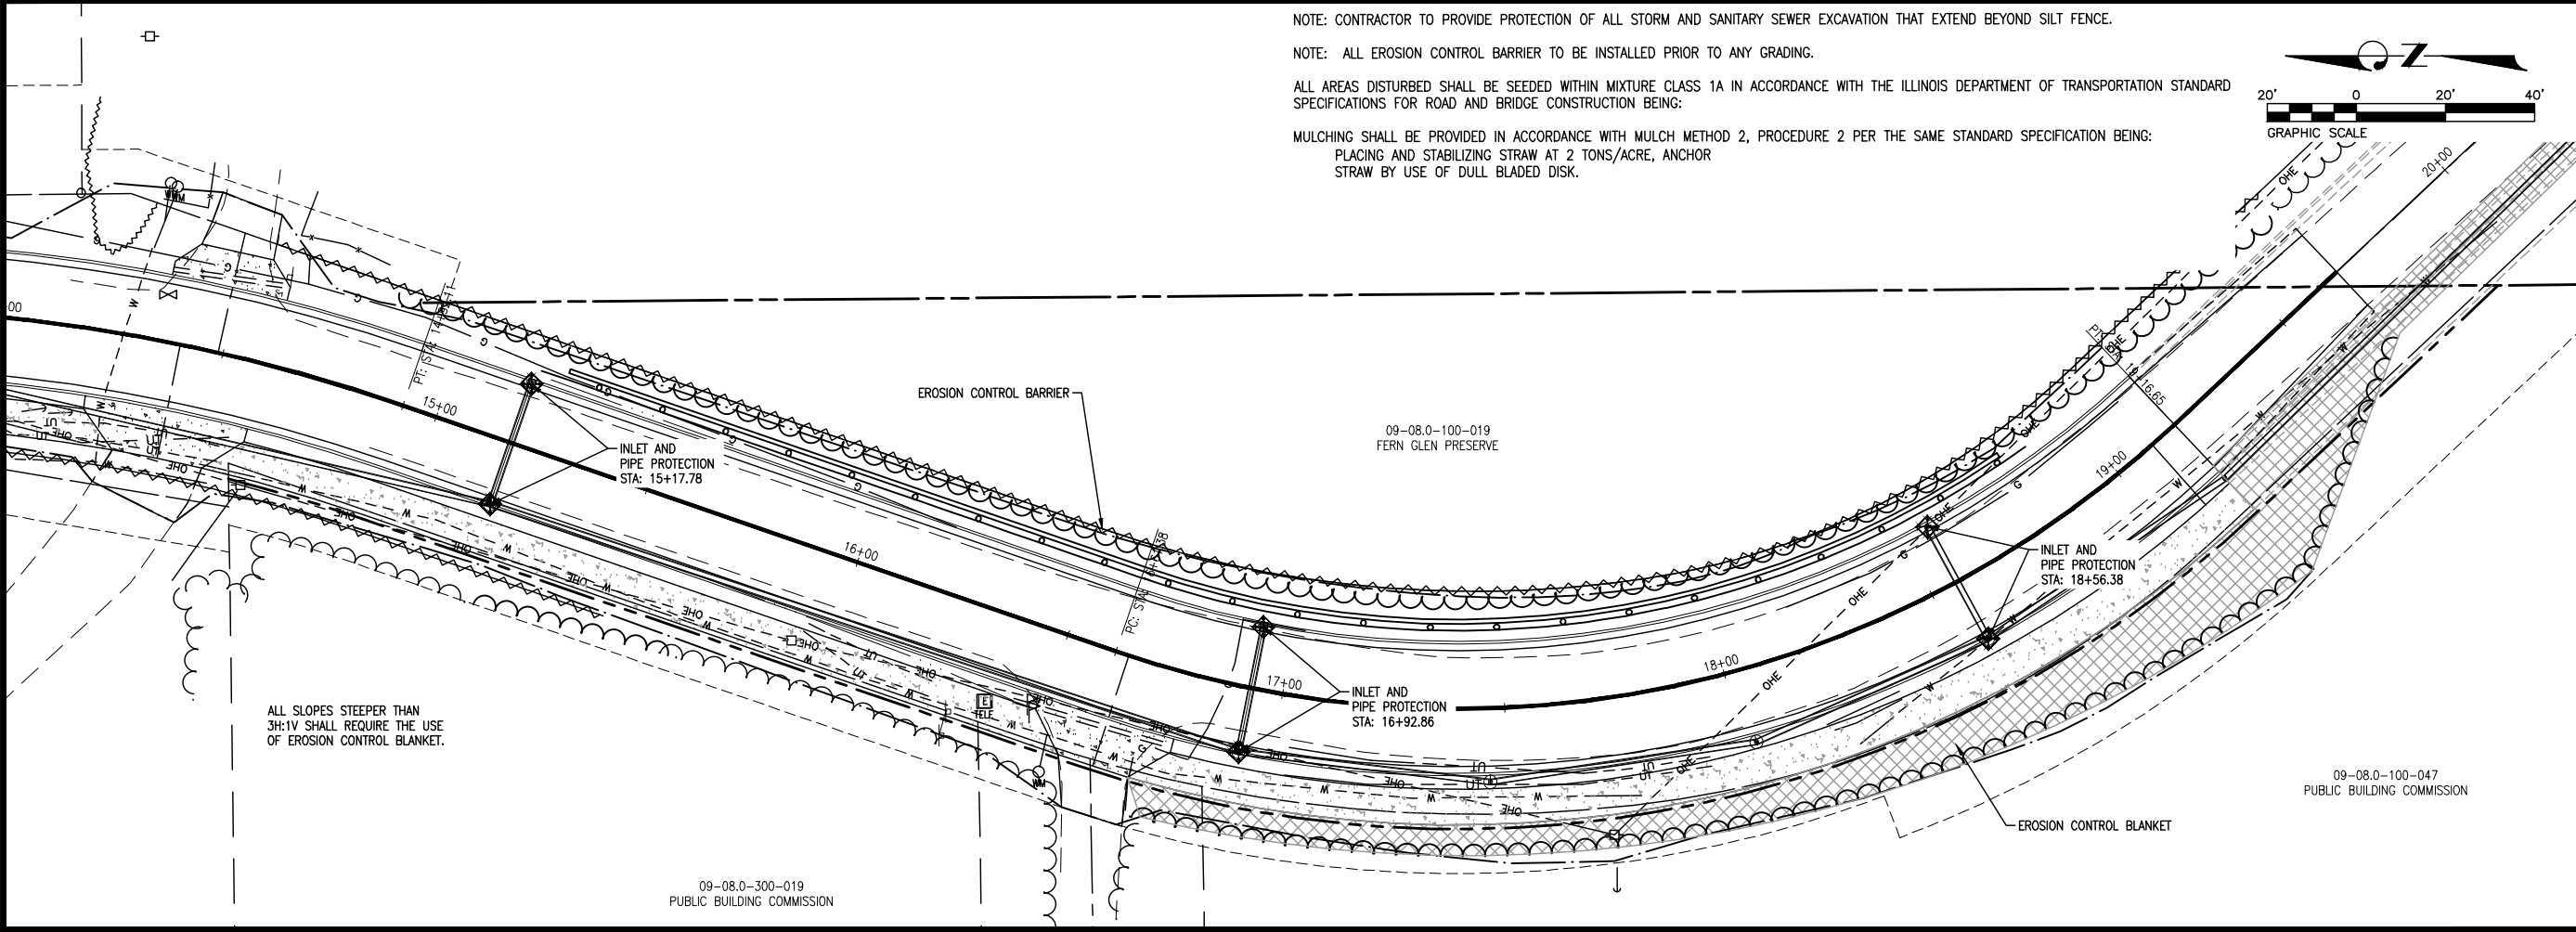 NOTE: CONTRACTOR TO PROVIDE PROTECTION OF ALL STORM AND SANITARY SEWER EXCAVATION THAT EXTEND BEYOND SILT FENCE.
NOTE: ALL EROSION CONTROL BARRIER TO BE INSTALLED PRIOR TO ANY GRADING.
ALL AREAS DISTURBED SHALL BE SEEDED WITHIN MIXTURE CLASS 1A IN ACCORDANCE WITH THE ILLINOIS DEPARTMENT OF TRANSPORTATION STANDARD
SPECIFICATIONS FOR ROAD AND BRIDGE CONSTRUCTION BEING:
MULCHING SHALL BE PROVIDED IN ACCORDANCE WITH MULCH METHOD 2, PROCEDURE 2 PER THE SAME STANDARD SPECIFICATION BEING:
PLACING AND STABILIZING STRAW AT 2 TONS/ACRE, ANCHOR
STRAW BY USE OF DULL BLADED DISK.
Z
20' 0 20' 40'
GRAPHIC SCALE
20+00
OHE
WM
15+00
EROSION CONTROL BARRIER
INLET AND
PIPE PROTECTION
STA: 15+17.78
09-08.0-100-019
FERN GLEN PRESERVE
19+16.65
19+00
16+00
INLET AND
PIPE PROTECTION
STA: 18+56.38
18+00
17+00
INLET AND
PIPE PROTECTION
STA: 16+92.86
E
TELE
WM
ALL SLOPES STEEPER THAN
3H:1V SHALL REQUIRE THE USE
OF EROSION CONTROL BLANKET.
09-08.0-100-047
PUBLIC BUILDING COMMISSION
EROSION CONTROL BLANKET
09-08.0-300-019
PUBLIC BUILDING COMMISSION